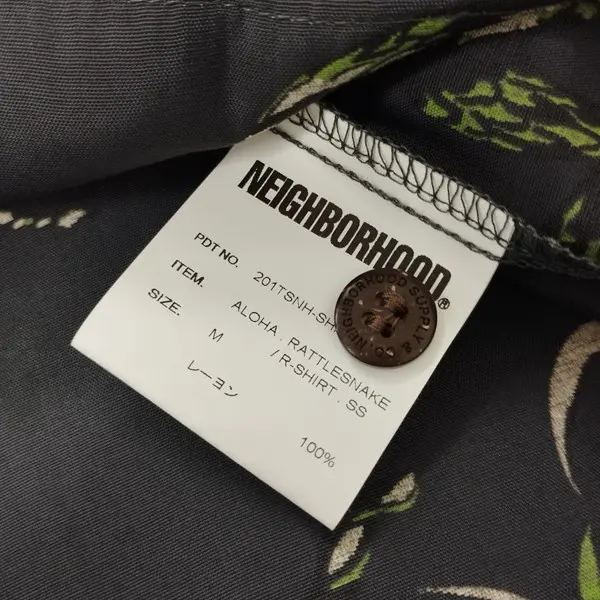 NEIGHBORHOOD®
PDT NO. 201TSNH-SH
ITEM. ALOHA . RATTLESNAKE
/R-SHIRT . SS
SIZE. M
レーヨン 100%
NEIGHBORHOOD SUPPLY & CO